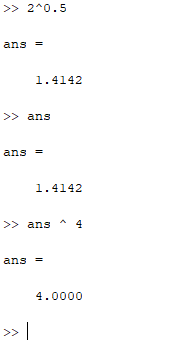 >> 2^0.5
ans =
1.4142
>> ans
ans =
1.4142
>> ans ^ 4
ans =
4.0000
>>